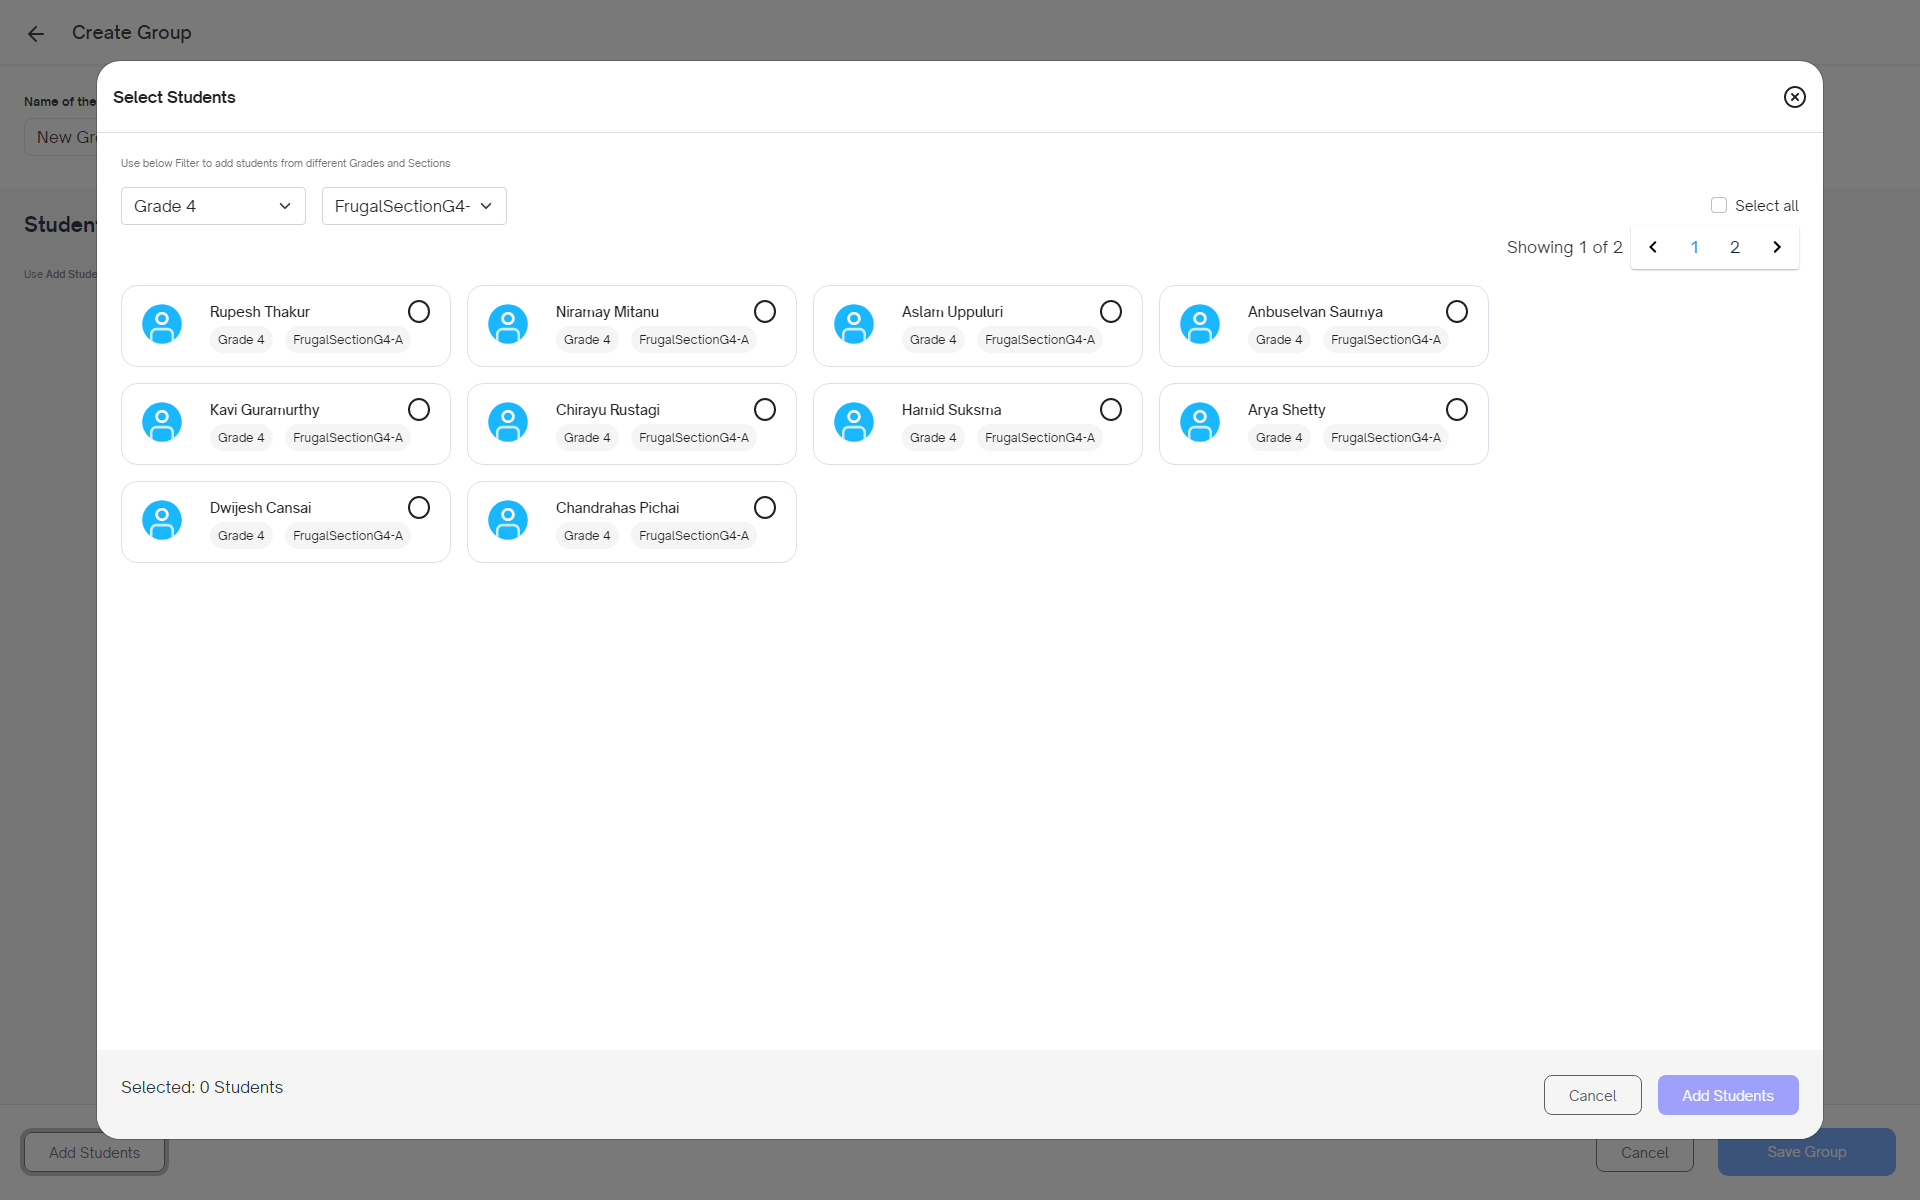 Create Group
Name of the
New Gr
Select Students
Use below Filter to add students from different Grades and Sections
Grade 4
FrugalSectionG4-
Select all
Studen
Use Add Stude
Showing 1 of 2
1
2
Rupesh Thakur
Grade 4 FrugalSectionG4-A
Niramay Mitanu
Grade 4 FrugalSectionG4-A
Aslam Uppuluri
Grade 4 FrugalSectionG4-A
Anbuselvan Saumya
Grade 4 FrugalSectionG4-A
Kavi Guramurthy
Grade 4 FrugalSectionG4-A
Chirayu Rustagi
Grade 4 FrugalSectionG4-A
Hamid Suksma
Grade 4 FrugalSectionG4-A
Arya Shetty
Grade 4 FrugalSectionG4-A
Dwijesh Cansai
Grade 4 FrugalSectionG4-A
Chandrahas Pichai
Grade 4 FrugalSectionG4-A
Selected: 0 Students
Cancel
Add Students
Add Students
Cancel
Save Group